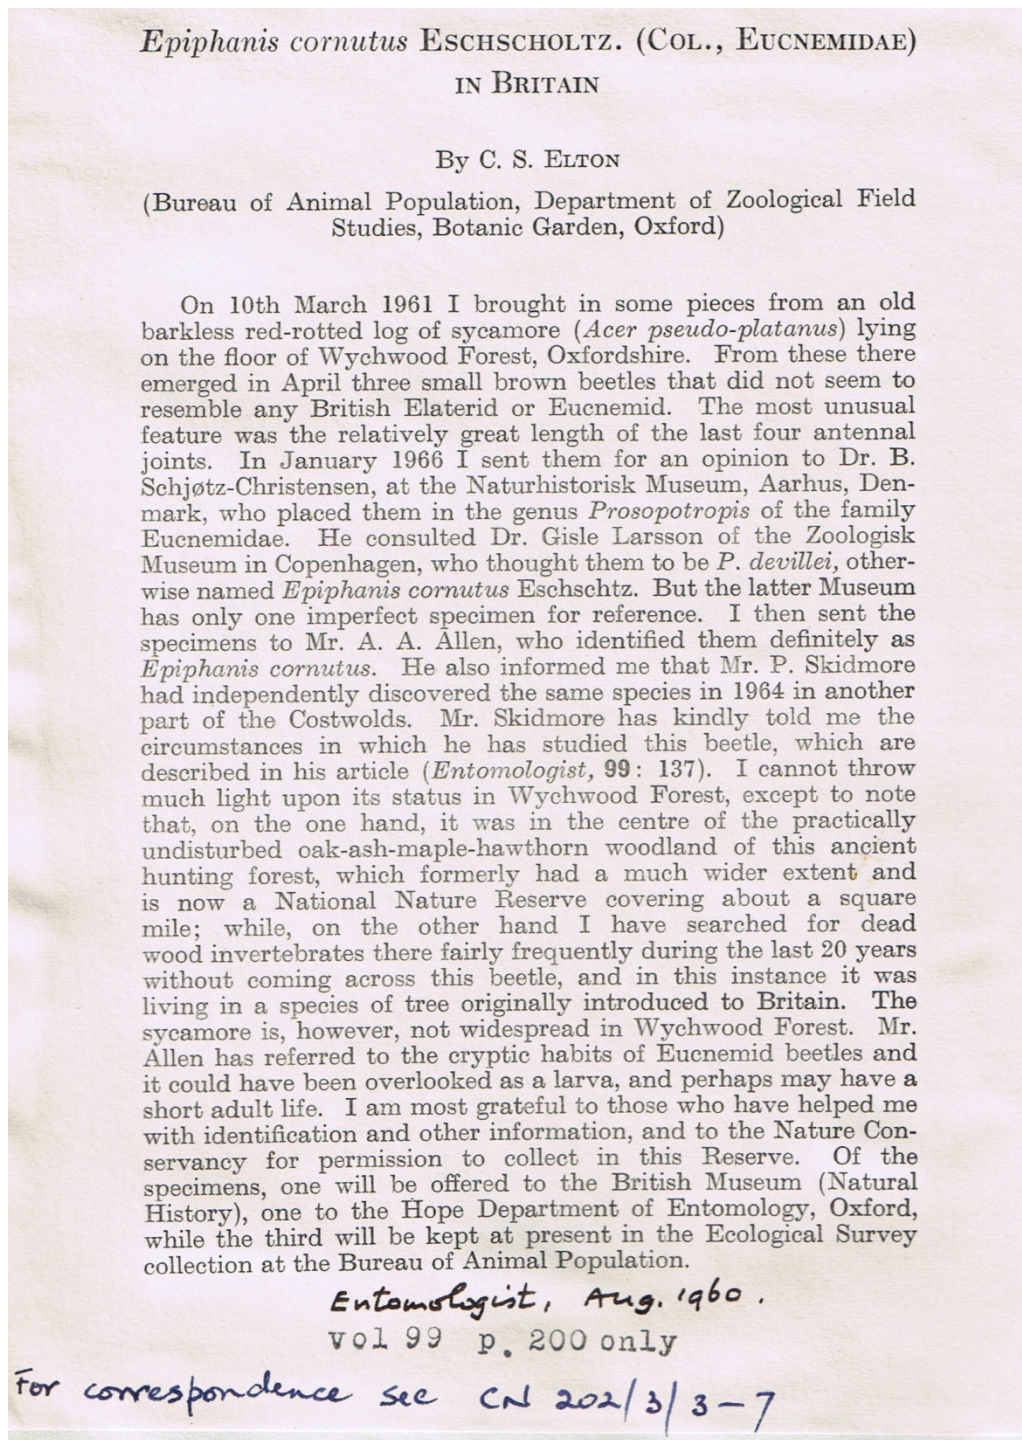 Epiphanis cornutus ESCHSCHOLTZ. (COL., EUCNEMIDAE)
IN BRITAIN
By C. S. ELTON
(Bureau of Animal Population, Department of Zoological Field
Studies, Botanic Garden, Oxford)
On 10th March 1961 I brought in some pieces from an old
barkless red-rotted log of sycamore (Acer pseudo-platanus) lying
on the floor of Wychwood Forest, Oxfordshire. From these there
emerged in April three small brown beetles that did not seem to
resemble any British Elaterid or Eucnemid. The most unusual
feature was the relatively great length of the last four antennal
joints. In January 1966 I sent them for an opinion to Dr. B.
Schjøtz-Christensen, at the Naturhistorisk Museum, Aarhus, Den-
mark, who placed them in the genus Prosopotropis of the family
Eucnemidae. He consulted Dr. Gisle Larsson of the Zoologisk
Museum in Copenhagen, who thought them to be P. devillei, other-
wise named Epiphanis cornutus Eschschtz. But the latter Museum
has only one imperfect specimen for reference. I then sent the
specimens to Mr. A. A. Allen, who identified them definitely as
Epiphanis cornutus. He also informed me that Mr. P. Skidmore
had independently discovered the same species in 1964 in another
part of the Costwolds. Mr. Skidmore has kindly told me the
circumstances in which he has studied this beetle, which are
described in his article (Entomologist, 99: 137). I cannot throw
much light upon its status in Wychwood Forest, except to note
that, on the one hand, it was in the centre of the practically
undisturbed oak-ash-maple-hawthorn woodland of this ancient
hunting forest, which formerly had a much wider extent and
is now a National Nature Reserve covering about a square
mile; while, on the other hand I have searched for dead
wood invertebrates there fairly frequently during the last 20 years
without coming across this beetle, and in this instance it was
living in a species of tree originally introduced to Britain. The
sycamore is, however, not widespread in Wychwood Forest. Mr.
Allen has referred to the cryptic habits of Eucnemid beetles and
it could have been overlooked as a larva, and perhaps may have a
short adult life. I am most grateful to those who have helped me
with identification and other information, and to the Nature Con-
servancy for permission to collect in this Reserve. Of the
specimens, one will be offered to the British Museum (Natural
History), one to the Hope Department of Entomology, Oxford,
while the third will be kept at present in the Ecological Survey
collection at the Bureau of Animal Population.
Entomologist, Aug. 1960.
vol 99 p. 200 only
For correspondence see CN 202/3/3-7